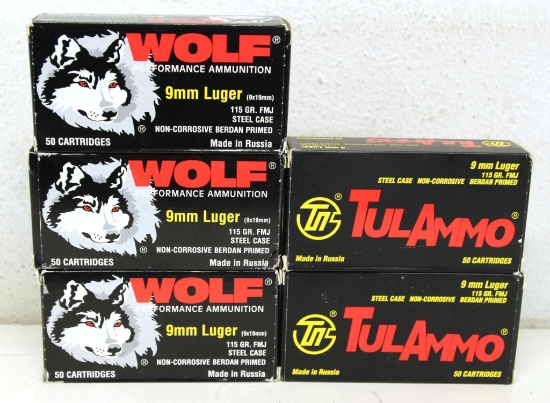 WOLF ®
PERFORMANCE AMMUNITION
9mm Luger (9x19mm)
115 GR. FMJ
STEEL CASE
® NON-CORROSIVE BERDAN PRIMED
50 CARTRIDGES Made in Russia
WOLF ®
PERFORMANCE AMMUNITION
9mm Luger (9x19mm)
115 GR. FMJ
STEEL CASE
® NON-CORROSIVE BERDAN PRIMED
50 CARTRIDGES Made in Russia
WOLF ®
PERFORMANCE AMMUNITION
9mm Luger (9x19mm)
115 GR. FMJ
STEEL CASE
® NON-CORROSIVE BERDAN PRIMED
50 CARTRIDGES Made in Russia
TULAMMO
9 mm Luger
9 mm Luger
115 GR. FMJ
STEEL CASE NON-CORROSIVE BERDAN PRIMED
® TULAMMO ®
Made in Russia 50 CARTRIDGES
9 mm Luger
115 GR. FMJ
STEEL CASE NON-CORROSIVE BERDAN PRIMED
® TULAMMO ®
Made in Russia 50 CARTRIDGES